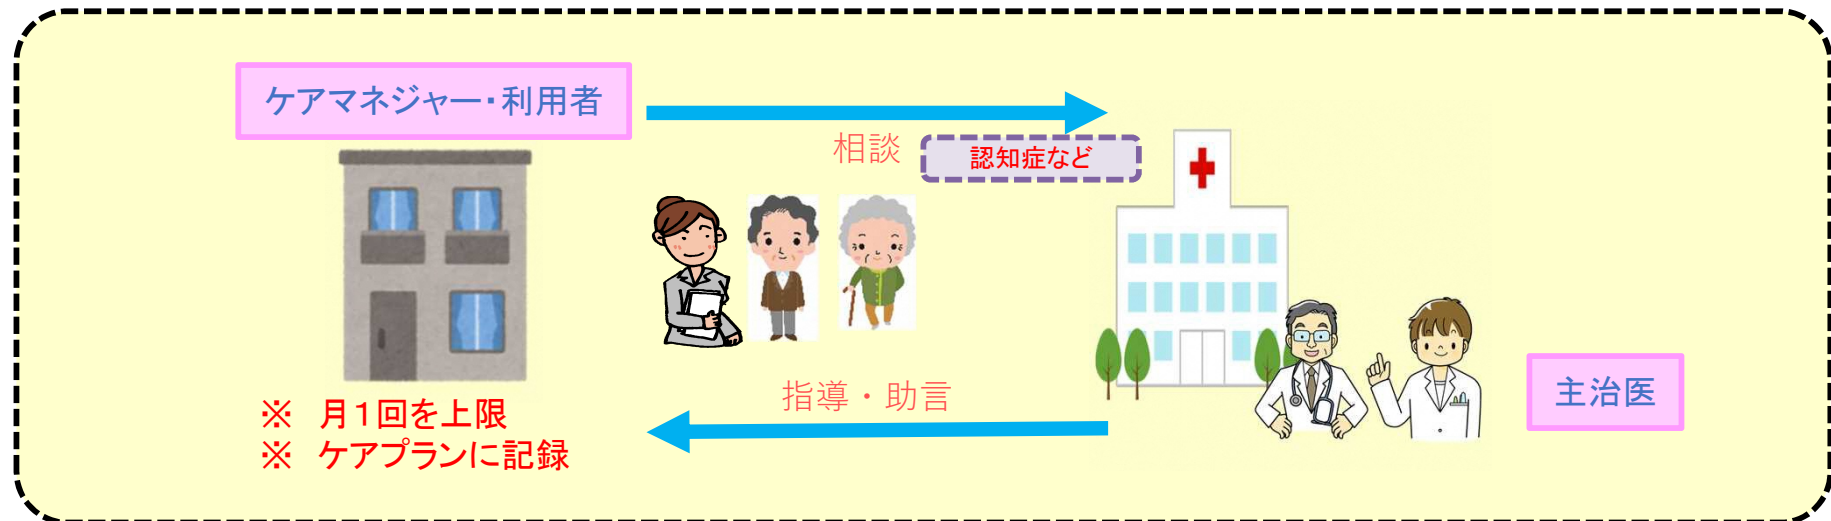 ケアマネジャー・利用者
相談
認知症など
指導・助言
主治医
※ 月1回を上限
※ ケアプランに記録